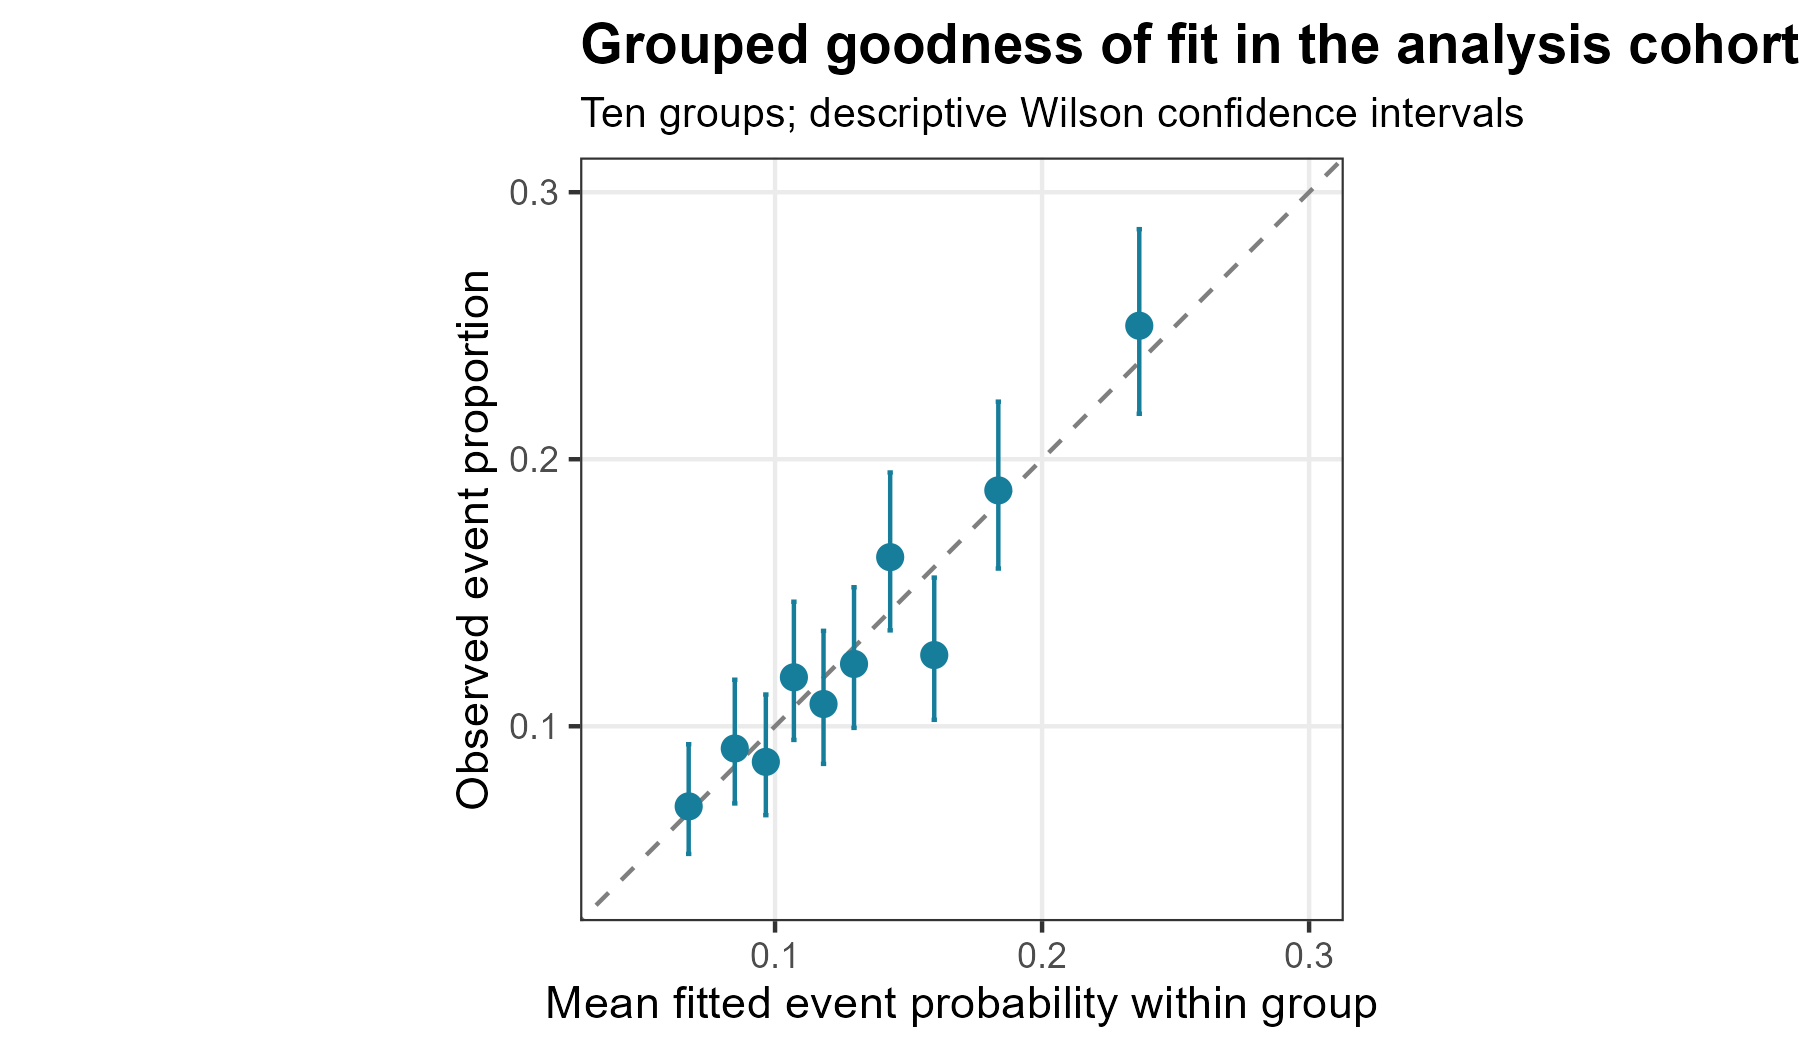 Grouped goodness of fit in the analysis cohort
Ten groups; descriptive Wilson confidence intervals
Observed event proportion
0.3
0.2
0.1
0.1 0.2 0.3
Mean fitted event probability within group